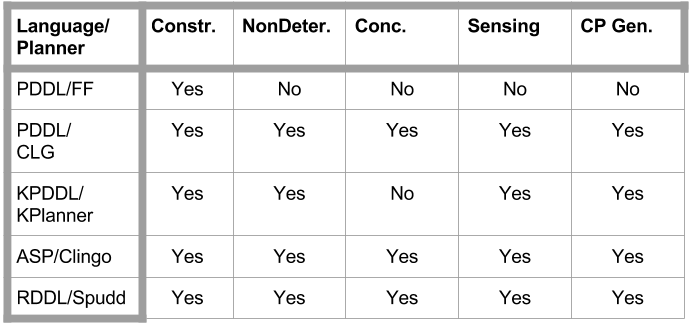 Language/ Constr. NonDeter. Conc. Sensing CP Gen.
Planner
PDDL/FF Yes No No No No
PDDL/ Yes Yes Yes Yes Yes
CLG
KPDDL/ Yes Yes No Yes Yes
KPlanner
ASP/Clingo Yes Yes Yes Yes Yes
RDDL/Spudd Yes Yes Yes Yes Yes